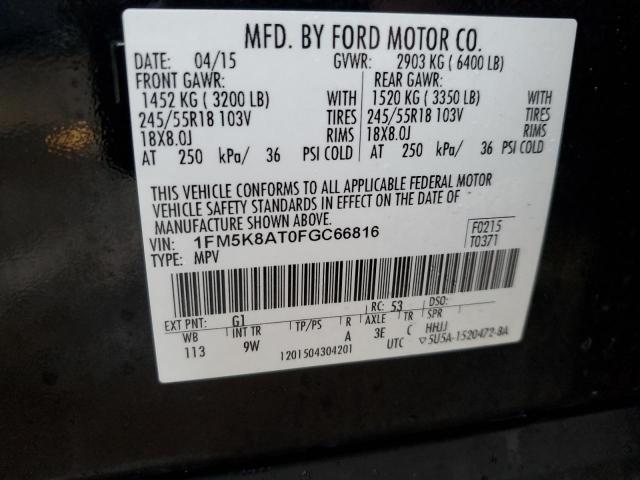 MFD. BY FORD MOTOR CO.
DATE: 04/15 GVWR: 2903 KG ( 6400 LB)
FRONT GAWR: REAR GAWR:
1452 KG ( 3200 LB) WITH 1520 KG ( 3350 LB) WITH
245/55R18 103V TIRES 245/55R18 103V TIRES
18X8.0J RIMS 18X8.0J RIMS
AT 250 kPa/ 36 PSI COLD AT 250 kPa/ 36 PSI COLD
THIS VEHICLE CONFORMS TO ALL APPLICABLE FEDERAL MOTOR
VEHICLE SAFETY STANDARDS IN EFFECT ON THE DATE OF
MANUFACTURE SHOWN ABOVE.
VIN: 1FM5K8AT0FGC66816 F0215
TYPE: MPV T0371
EXT PNT: G1 RC: 53 DSO:
WB INT TR TP/PS R AXLE TR SPR
113 9W A 3E C HHJJ
1201504304201 UTC ▽5U5A-1520472-BA